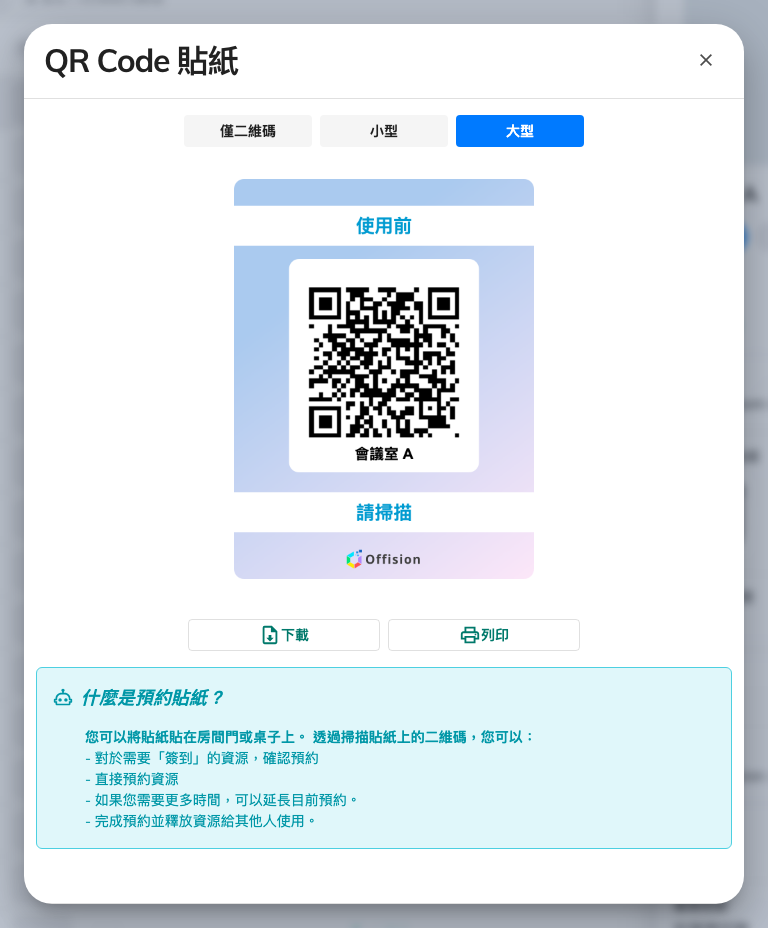 QR Code 貼紙
僅二維碼
小型
大型
使用前
會議室 A
請掃描
Offision
下載
列印
什麼是預約貼紙？
您可以將貼紙貼在房間門或桌子上。 透過掃描貼紙上的二維碼，您可以：
- 對於需要「簽到」的資源，確認預約
- 直接預約資源
- 如果您需要更多時間，可以延長目前預約。
- 完成預約並釋放資源給其他人使用。